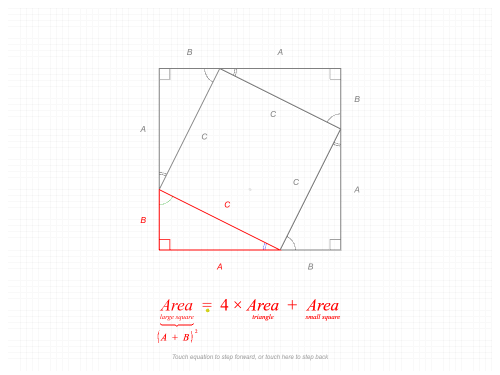 B A
B
C
A
C
C A
C
B
A B
Area = 4 × Area + Area
large square triangle small square
(A + B)²
Touch equation to step forward, or touch here to step back